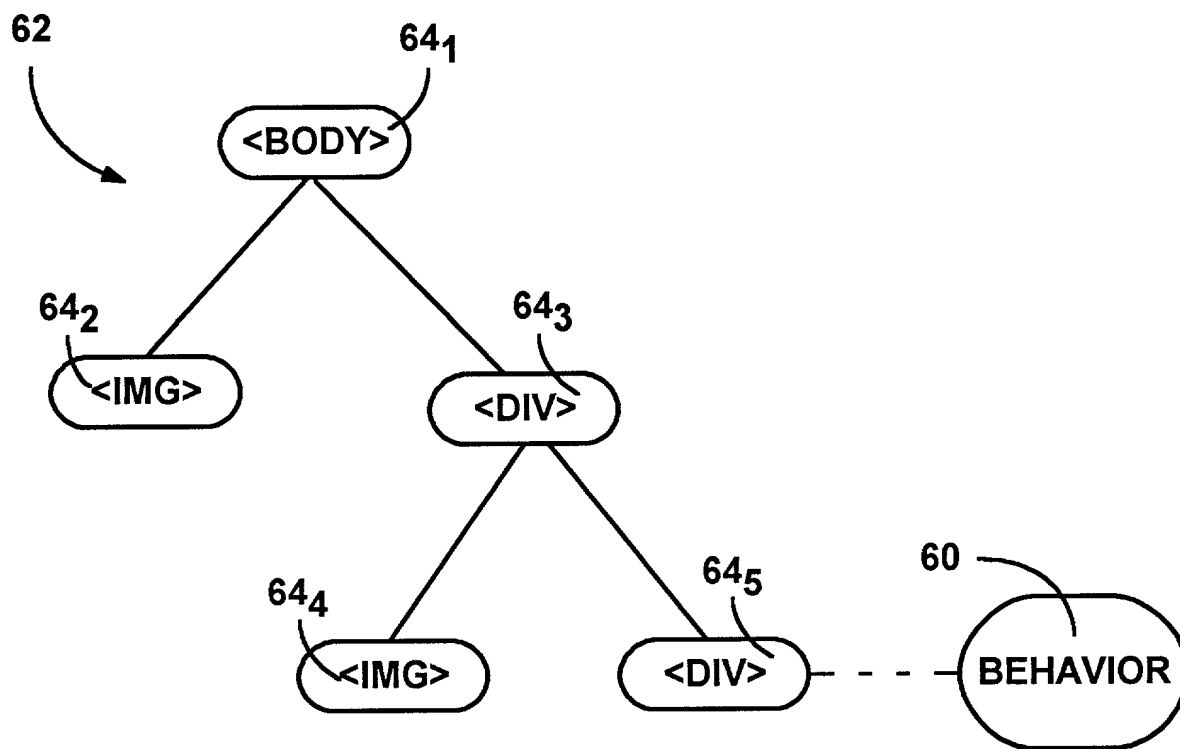 62
64₁
<BODY>
64₂
64₃
<IMG>
<DIV>
64₄
64₅
60
<IMG>
<DIV>
BEHAVIOR